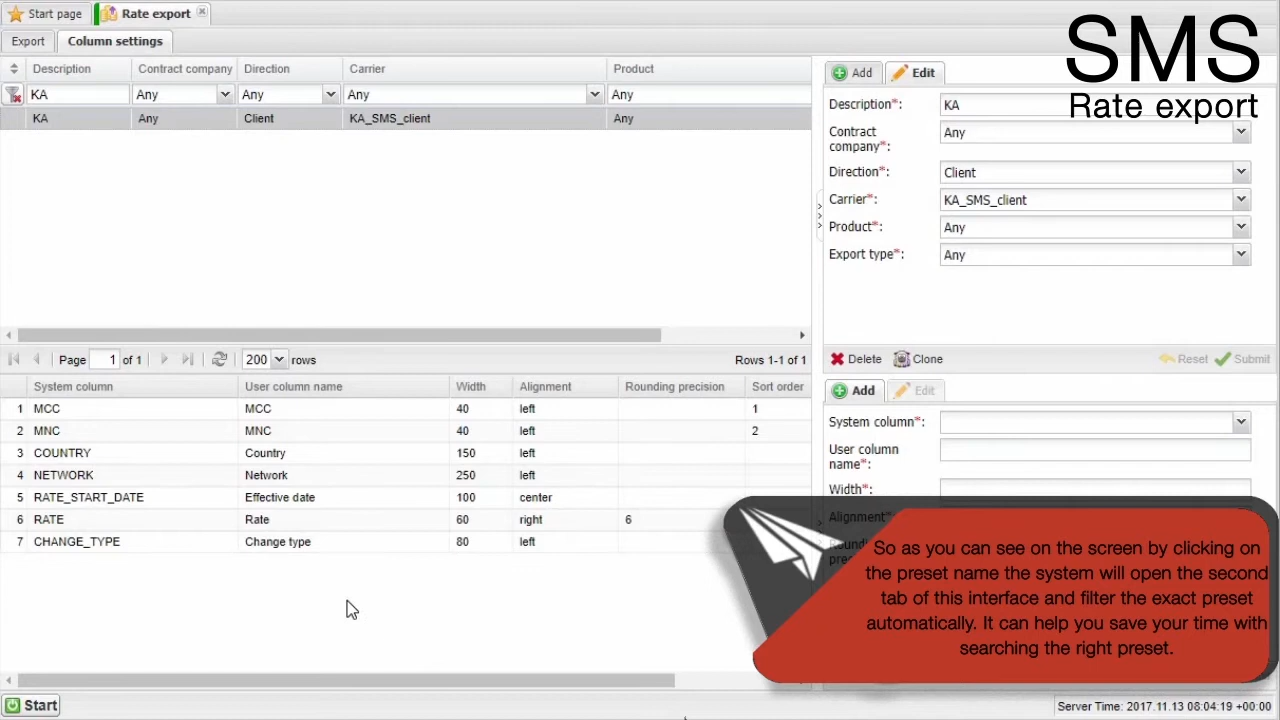 Start page
Rate export
Export
Column settings
SMS
Rate export
Description Contract company Direction Carrier Product
KA Any Any Any Any
KA Any Client KA_SMS_client Any
Page 1 of 1 200 rows Rows 1-1 of 1
System column User column name Width Alignment Rounding precision Sort order
1 MCC MCC 40 left 1
2 MNC MNC 40 left 2
3 COUNTRY Country 150 left
4 NETWORK Network 250 left
5 RATE_START_DATE Effective date 100 center
6 RATE Rate 60 right 6
7 CHANGE_TYPE Change type 80 left
Add Edit
Description*: KA
Contract
company*: Any
Direction*: Client
Carrier*: KA_SMS_client
Product*: Any
Export type*: Any
Delete Clone Reset Submit
Add Edit
System column*:
User column
name*:
Width*:
Alignment*
So as you can see on the screen by clicking on
the preset name the system will open the second
tab of this interface and filter the exact preset
automatically. It can help you save your time with
searching the right preset.
Start
Server Time: 2017.11.13 08:04:19 +00:00